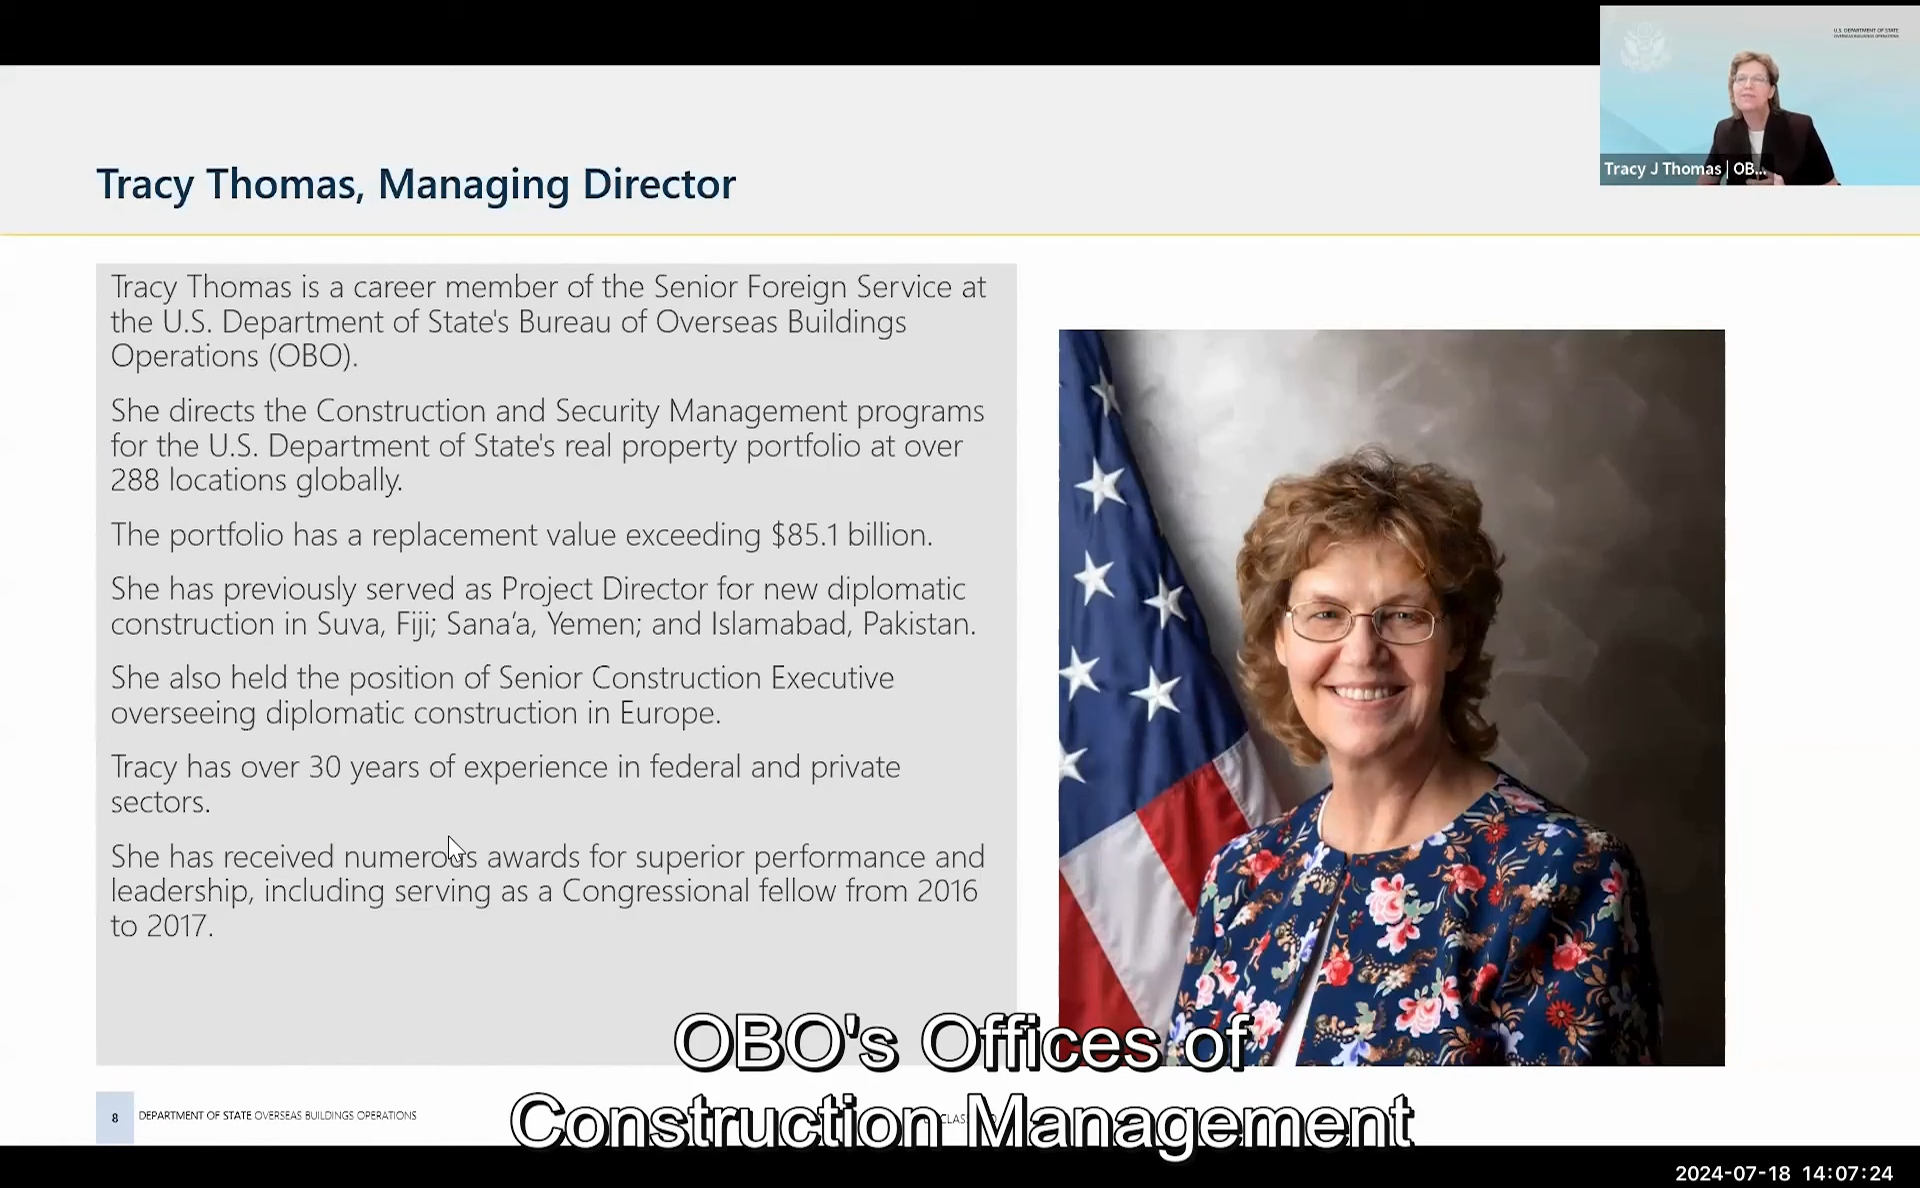 U.S. DEPARTMENT OF STATE
OVERSEAS BUILDINGS OPERATIONS
Tracy J Thomas | OB...
Tracy Thomas, Managing Director
Tracy Thomas is a career member of the Senior Foreign Service at
the U.S. Department of State's Bureau of Overseas Buildings
Operations (OBO).
She directs the Construction and Security Management programs
for the U.S. Department of State's real property portfolio at over
288 locations globally.
The portfolio has a replacement value exceeding $85.1 billion.
She has previously served as Project Director for new diplomatic
construction in Suva, Fiji; Sana’a, Yemen; and Islamabad, Pakistan.
She also held the position of Senior Construction Executive
overseeing diplomatic construction in Europe.
Tracy has over 30 years of experience in federal and private
sectors.
She has received numerous awards for superior performance and
leadership, including serving as a Congressional fellow from 2016
to 2017.
OBO's Offices of
Construction Management
8 DEPARTMENT OF STATE OVERSEAS BUILDINGS OPERATIONS
2024-07-18 14:07:24